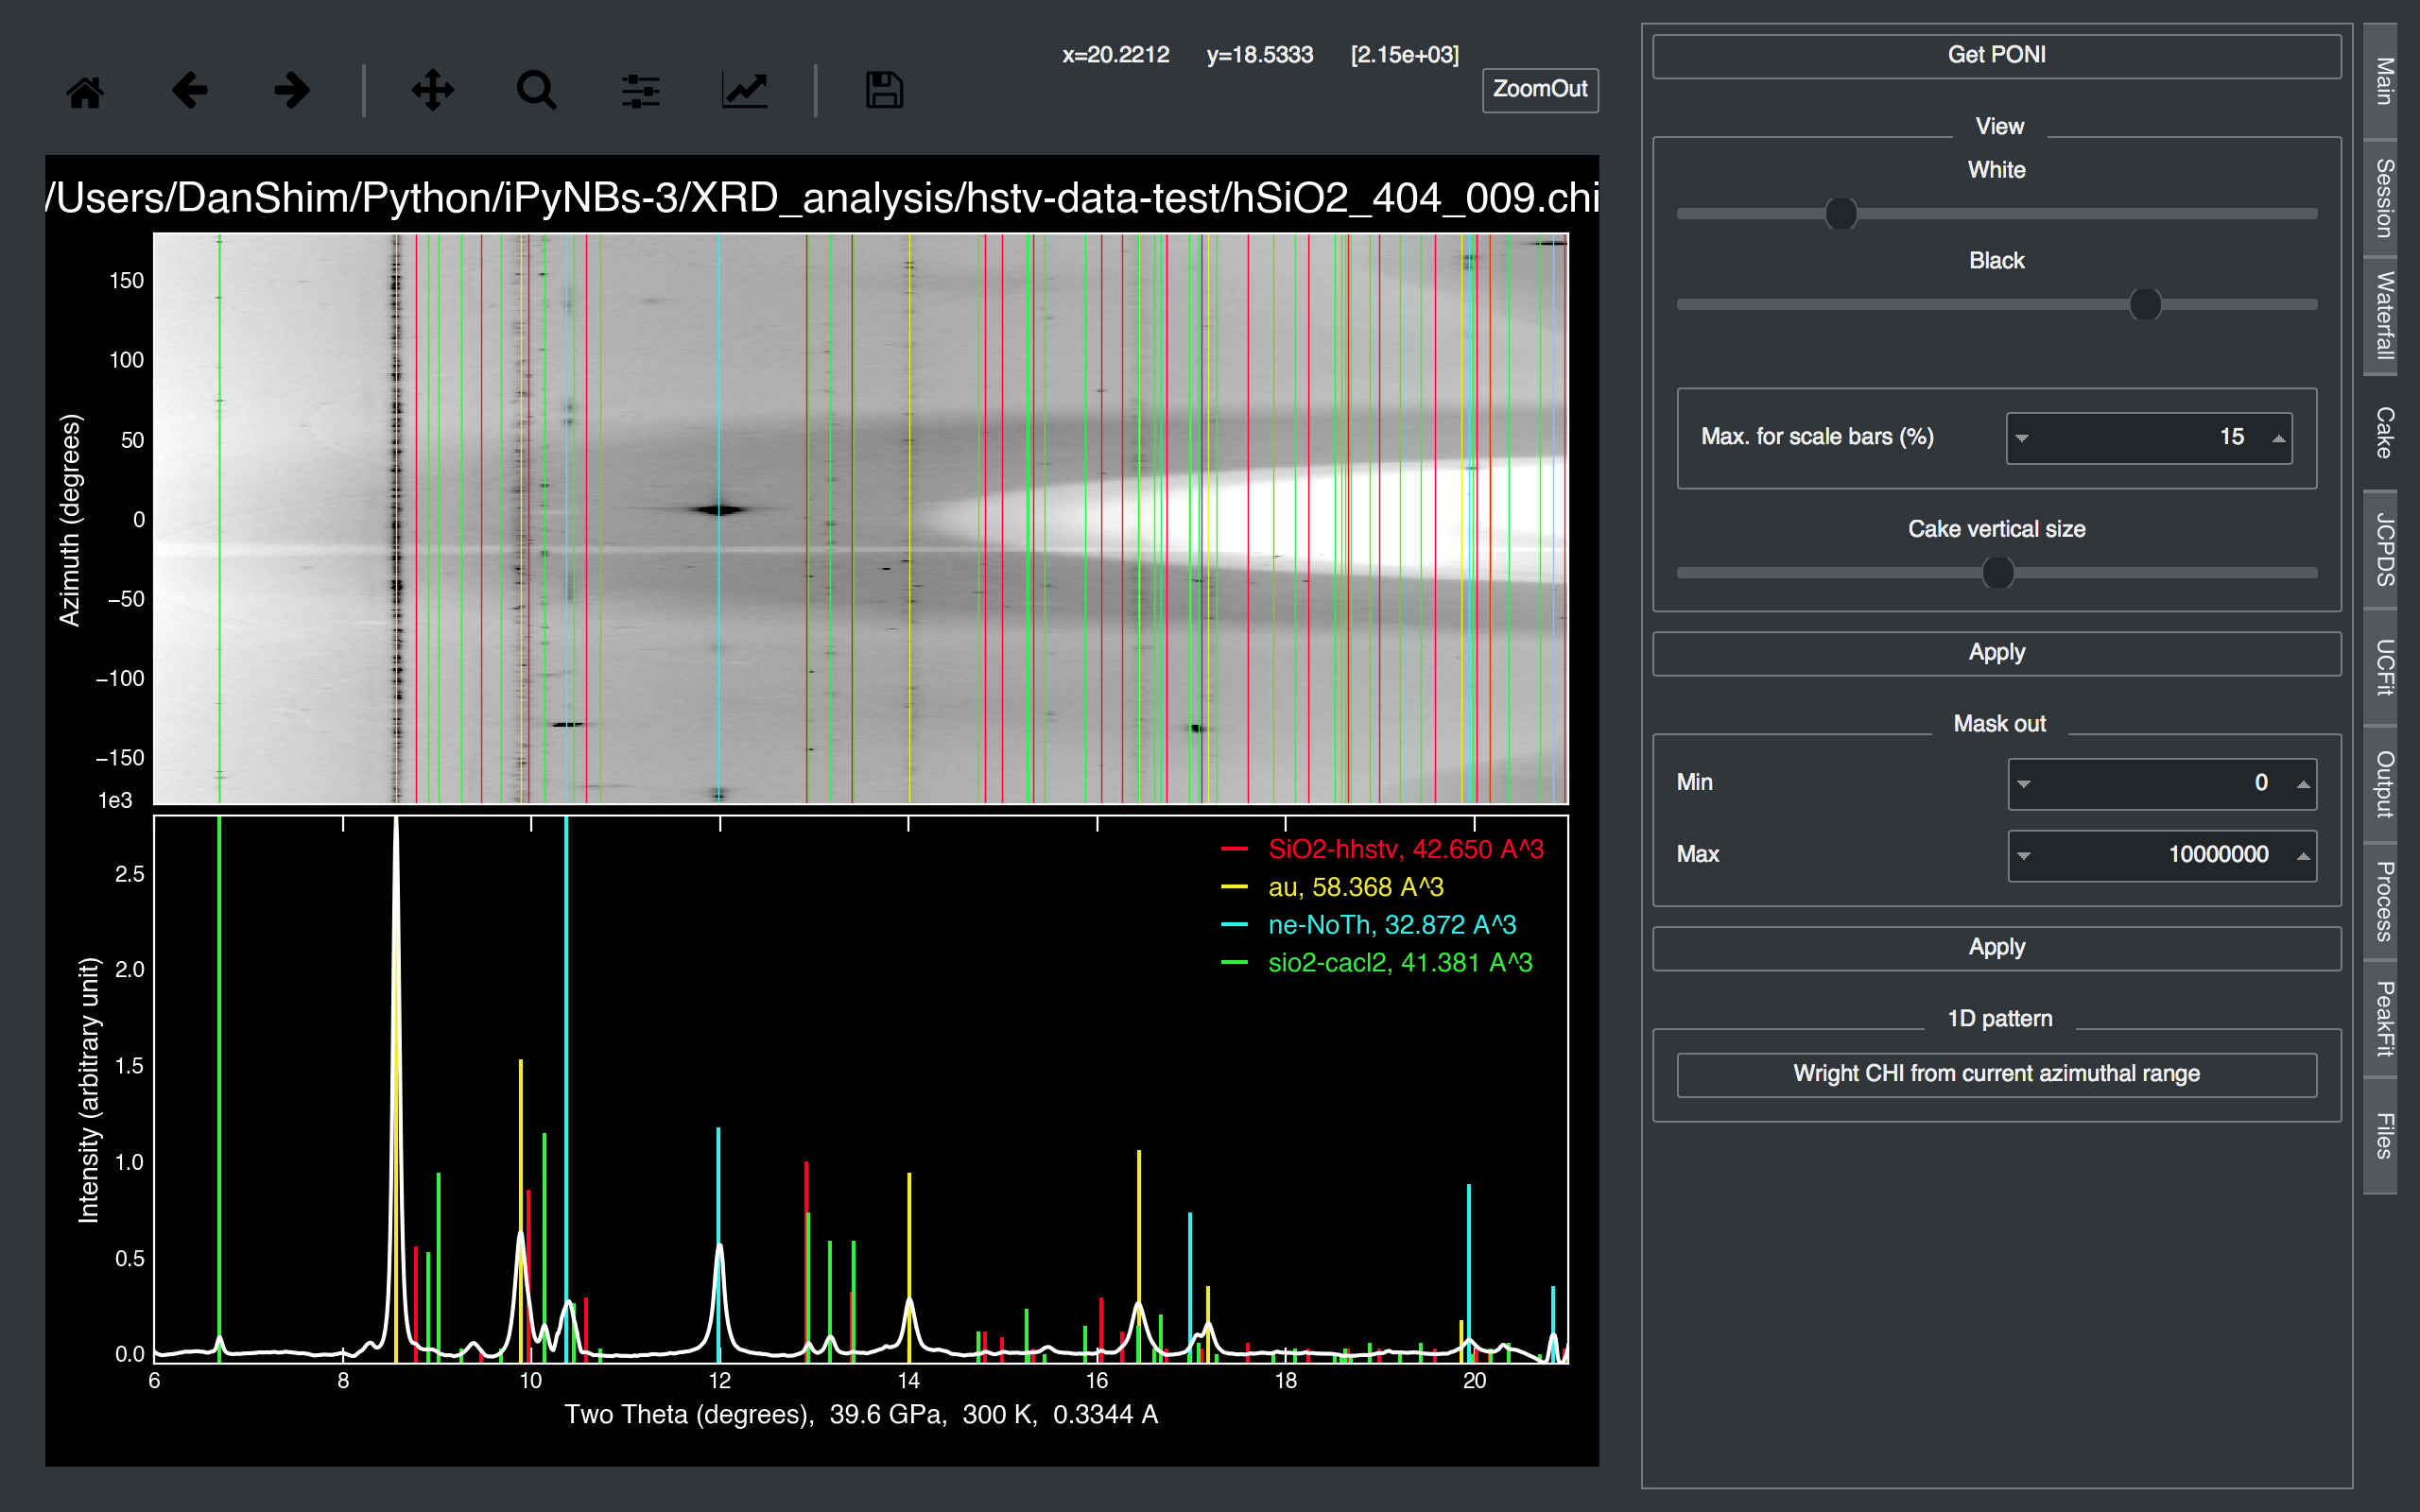 x=20.2212 y=18.5333 [2.15e+03]
ZoomOut
/Users/DanShim/Python/iPyNBs-3/XRD_analysis/hstv-data-test/hSiO2_404_009.chi
Azimuth (degrees)
150
100
50
0
−50
−100
−150
1e3
Intensity (arbitrary unit)
2.5
2.0
1.5
1.0
0.5
0.0
SiO2-hhstv, 42.650 A^3
au, 58.368 A^3
ne-NoTh, 32.872 A^3
sio2-cacl2, 41.381 A^3
6 8 10 12 14 16 18 20
Two Theta (degrees), 39.6 GPa, 300 K, 0.3344 A
Get PONI
View
White
Black
Max. for scale bars (%) 15
Cake vertical size
Apply
Mask out
Min 0
Max 10000000
Apply
1D pattern
Wright CHI from current azimuthal range
Main
Session
Waterfall
Cake
JCPDS
UCFit
Output
Process
PeakFit
Files